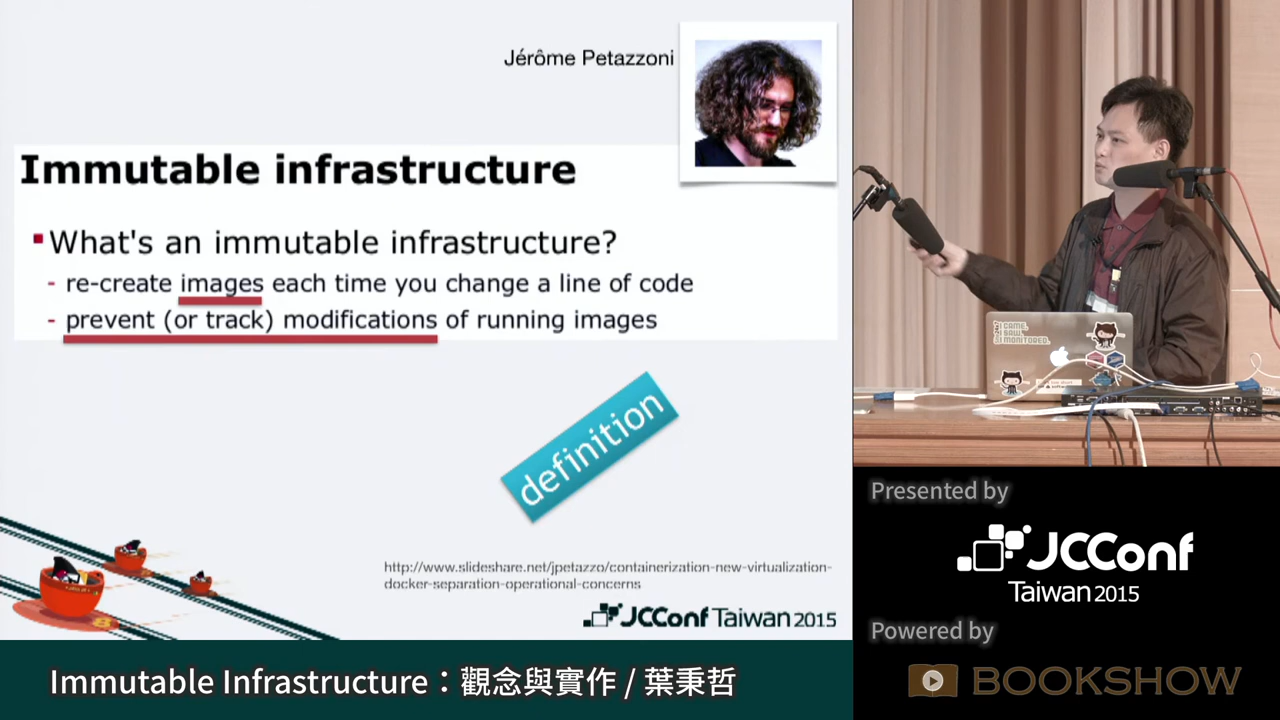 Jérôme Petazzoni
Immutable infrastructure
What's an immutable infrastructure?
- re-create images each time you change a line of code
- prevent (or track) modifications of running images
definition
http://www.slideshare.net/jpetazzo/containerization-new-virtualization-
docker-separation-operational-concerns
JCConf Taiwan 2015
Immutable Infrastructure：觀念與實作 / 葉秉哲
I CAME,
I SAW,
I MONITORED.
Presented by
JCConf
Taiwan 2015
Powered by
BOOKSHOW